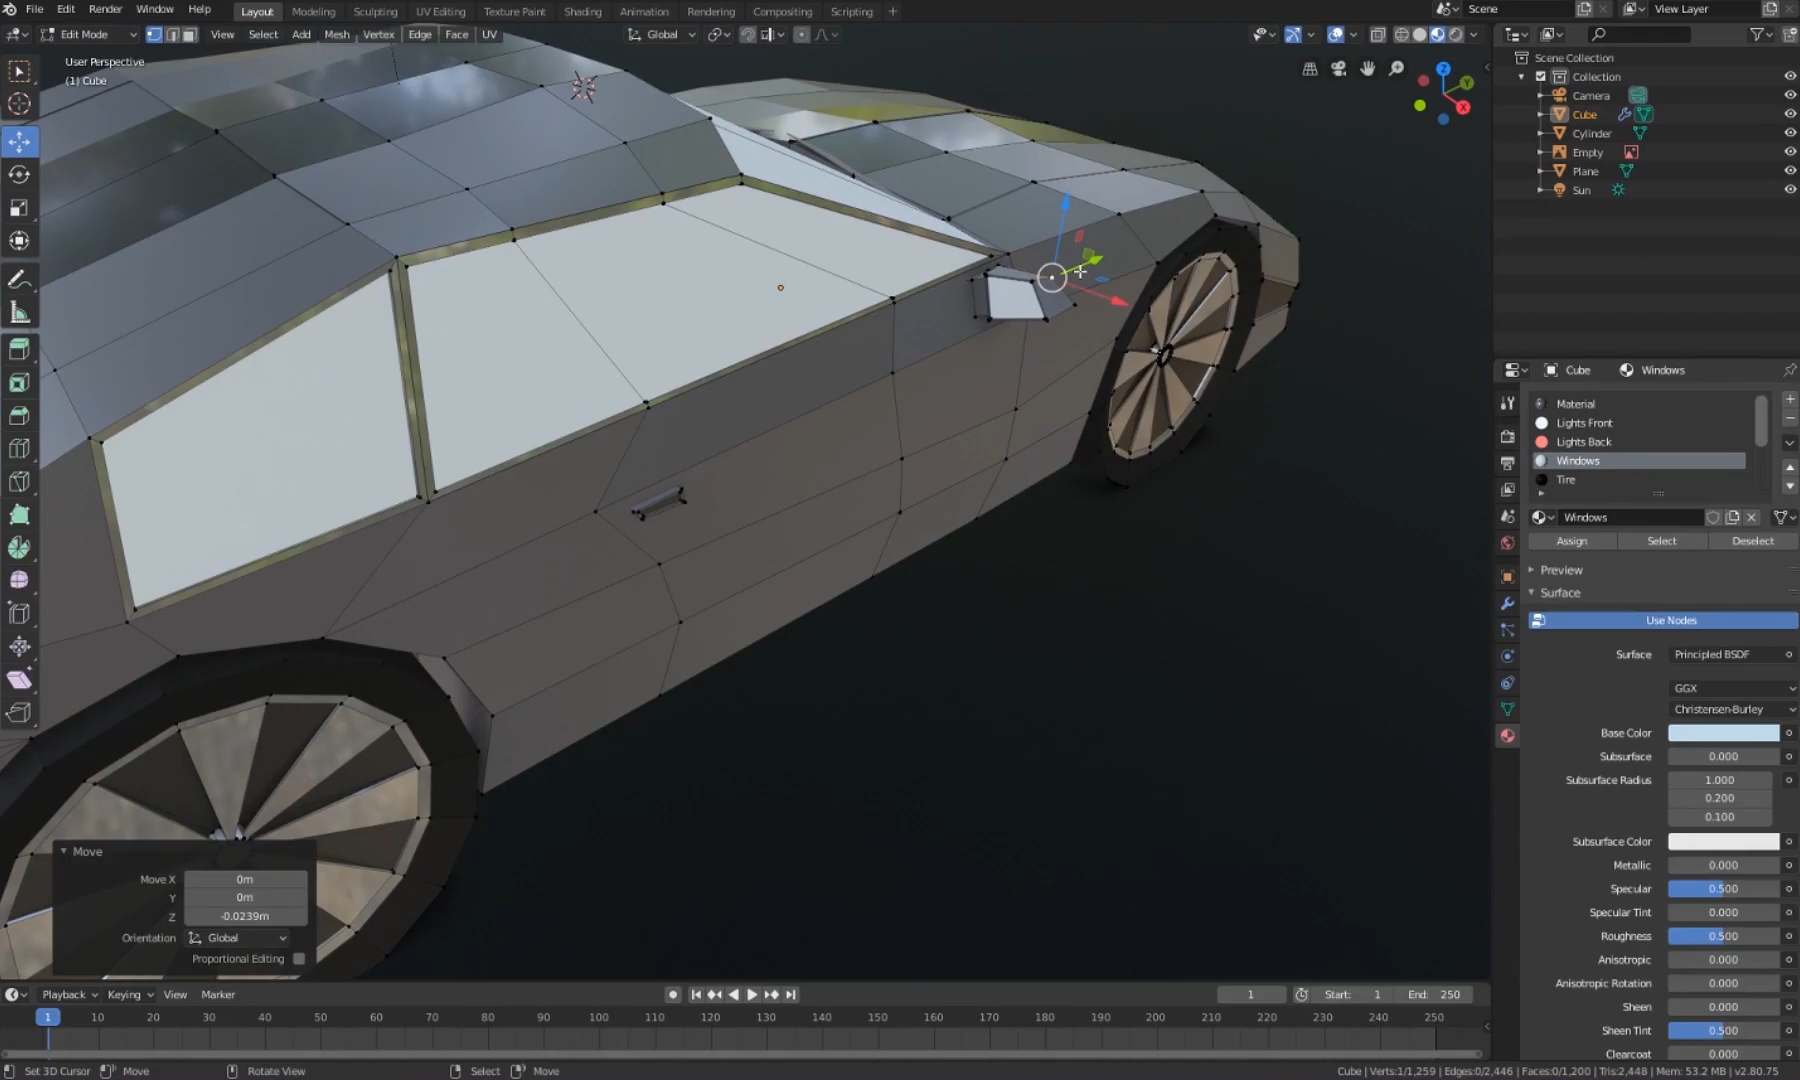 File Edit Render Window Help Layout Modeling Sculpting UV Editing Texture Paint Shading Animation Rendering Compositing Scripting + Scene View Layer
Edit Mode View Select Add Mesh Vertex Edge Face UV Global
User Perspective
(1) Cube
Z
Y
X
Scene Collection
Collection
Camera
Cube
Cylinder
Empty
Plane
Sun
Cube Windows
Material
Lights Front
Lights Back
Windows
Tire
Windows
Assign Select Deselect
Preview
Surface
Use Nodes
Surface Principled BSDF
GGX
Christensen-Burley
Base Color
Subsurface 0.000
Subsurface Radius 1.000
0.200
0.100
Subsurface Color
Metallic 0.000
Specular 0.500
Specular Tint 0.000
Roughness 0.500
Anisotropic 0.000
Anisotropic Rotation 0.000
Sheen 0.000
Sheen Tint 0.500
Clearcoat 0.000
Move
Move X 0m
Y 0m
Z -0.0239m
Orientation Global
Proportional Editing
Playback Keying View Marker 1 Start: 1 End: 250
1 10 20 30 40 50 60 70 80 90 100 110 120 130 140 150 160 170 180 190 200 210 220 230 240 250
Set 3D Cursor Move Rotate View Select Move Cube | Verts:1/1,259 | Edges:0/2,446 | Faces:0/1,200 | Tris:2,448 | Mem: 53.2 MB | v2.80.75